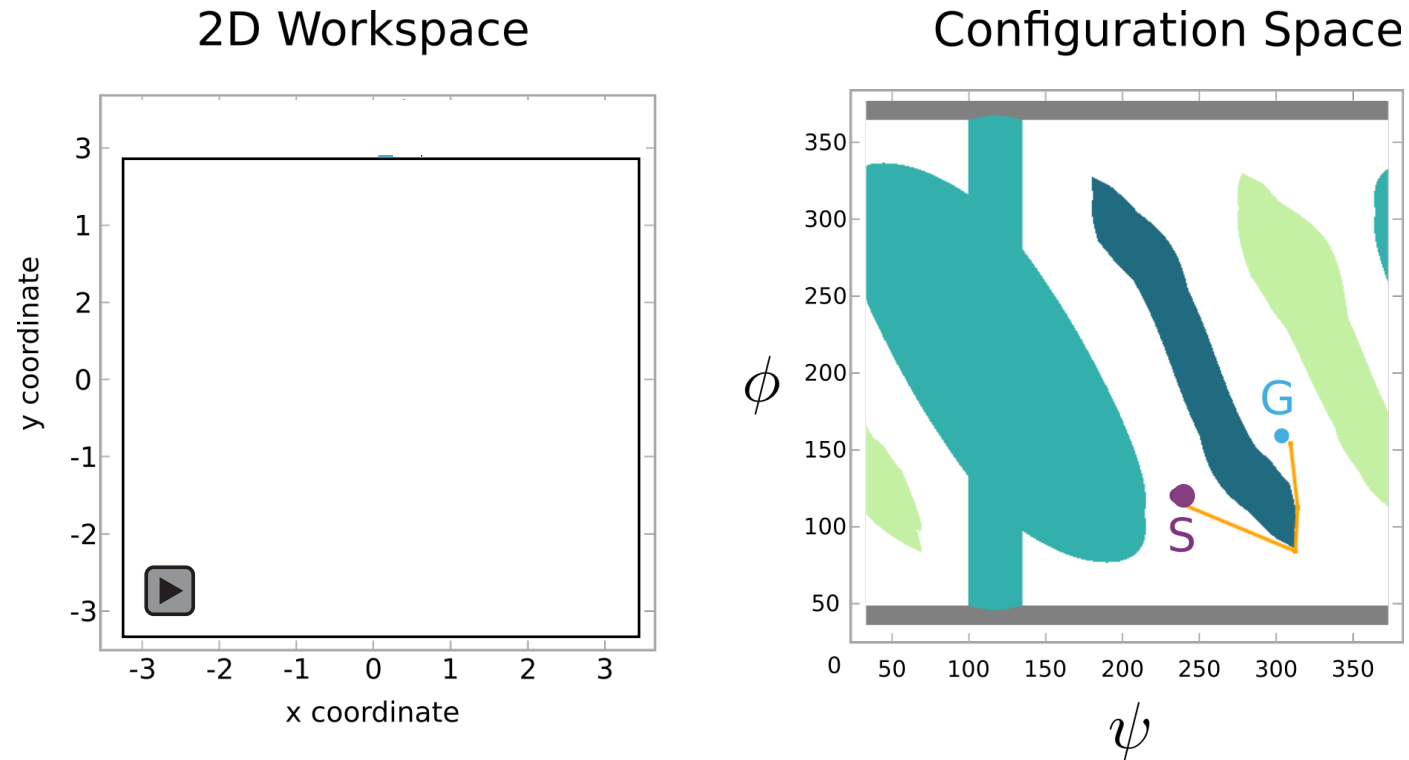 2D Workspace
3
1
2
0
-1
-2
-3
y coordinate
-3 -2 -1 0 1 2 3
x coordinate
Configuration Space
350
300
250
200
150
100
50
ϕ
G
S
0 50 100 150 200 250 300 350
ψ